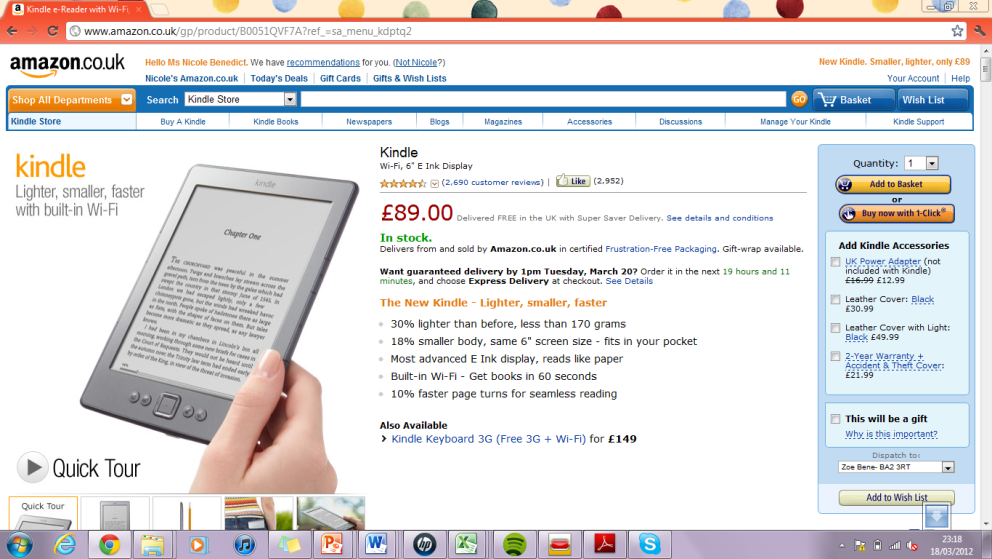 Kindle e-Reader with Wi-Fi,
www.amazon.co.uk/gp/product/B0051QVF7A?ref_=sa_menu_kdptq2
amazon.co.uk
Hello Ms Nicole Benedict. We have recommendations for you. (Not Nicole?)
New Kindle. Smaller, lighter, only £89
Nicole's Amazon.co.uk | Today's Deals | Gift Cards | Gifts & Wish Lists
Your Account | Help
Shop All Departments
Search Kindle Store
GO
Basket
Wish List
Kindle Store
Buy A Kindle
Kindle Books
Newspapers
Blogs
Magazines
Accessories
Discussions
Manage Your Kindle
Kindle Support
kindle
Lighter, smaller, faster
with built-in Wi-Fi
kindle
Chapter One
Quick Tour
Quick Tour
Kindle
Wi-Fi, 6" E Ink Display
(2,690 customer reviews) | Like (2,952)
£89.00 Delivered FREE in the UK with Super Saver Delivery. See details and conditions
In stock.
Delivers from and sold by Amazon.co.uk in certified Frustration-Free Packaging. Gift-wrap available.
Want guaranteed delivery by 1pm Tuesday, March 20? Order it in the next 19 hours and 11
minutes, and choose Express Delivery at checkout. See Details
The New Kindle - Lighter, smaller, faster
30% lighter than before, less than 170 grams
18% smaller body, same 6" screen size - fits in your pocket
Most advanced E Ink display, reads like paper
Built-in Wi-Fi - Get books in 60 seconds
10% faster page turns for seamless reading
Also Available
Kindle Keyboard 3G (Free 3G + Wi-Fi) for £149
Quantity: 1
Add to Basket
or
Buy now with 1-Click®
Add Kindle Accessories
UK Power Adapter (not
included with Kindle)
£16.99 £12.99
Leather Cover: Black
£30.99
Leather Cover with Light:
Black £49.99
2-Year Warranty +
Accident & Theft Cover:
£21.99
This will be a gift
Why is this important?
Dispatch to:
Zoe Bene- BA2 3RT
Add to Wish List
23:18
18/03/2012